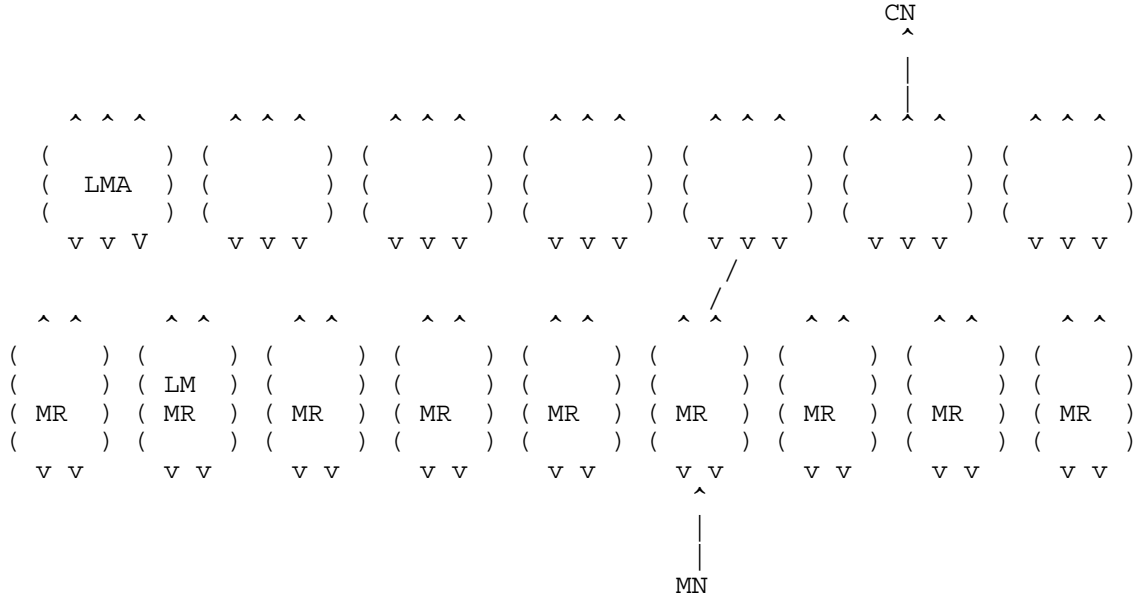 CN
^
|
|
^ ^ ^ ^ ^ ^ ^ ^ ^ ^ ^ ^ ^ ^ ^ ^ ^ ^ ^ ^ ^
( ) ( ) ( ) ( ) ( ) ( ) ( )
( LMA ) ( ) ( ) ( ) ( ) ( ) ( )
( ) ( ) ( ) ( ) ( ) ( ) ( )
v v V v v v v v v v v v v v v v v v v v v
/
/
^ ^ ^ ^ ^ ^ ^ ^ ^ ^ ^ ^ ^ ^ ^ ^ ^ ^
( ) ( ) ( ) ( ) ( ) ( ) ( ) ( ) ( )
( ) ( LM ) ( ) ( ) ( ) ( ) ( ) ( ) ( )
( MR ) ( MR ) ( MR ) ( MR ) ( MR ) ( MR ) ( MR ) ( MR ) ( MR )
( ) ( ) ( ) ( ) ( ) ( ) ( ) ( ) ( )
v v v v v v v v v v v v v v v v v v
^
|
|
MN